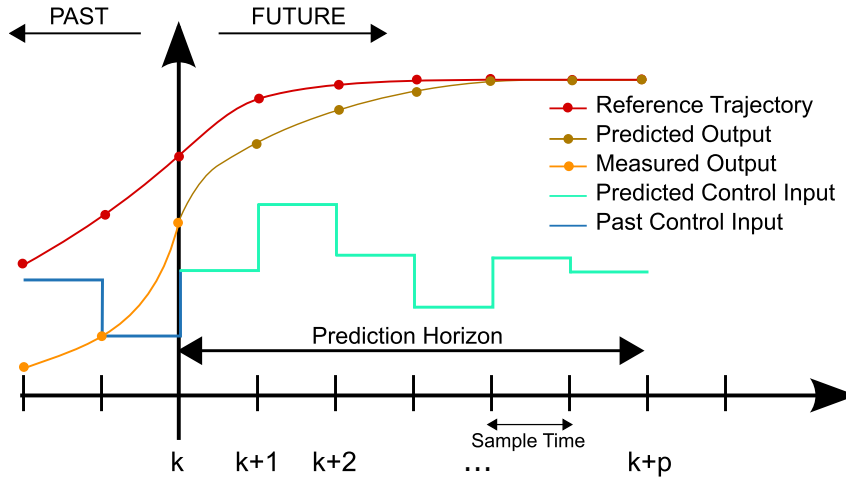 PAST
FUTURE
Reference Trajectory
Predicted Output
Measured Output
Predicted Control Input
Past Control Input
Prediction Horizon
Sample Time
k
k+1
k+2
...
k+p